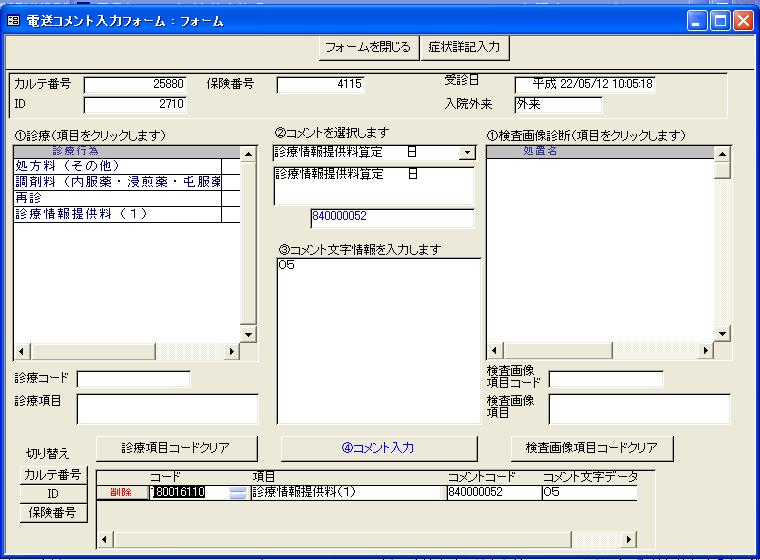 電送コメント入力フォーム : フォーム
フォームを閉じる 症状詳記入力
カルテ番号 25880 保険番号 4115 受診日 平成 22/05/12 10:05:18
ID 2710 入院外来 外来
①診療(項目をクリックします) ②コメントを選択します ①検査画像診断(項目をクリックします)
診療行為 診療情報提供料算定 日 処置名
処方料(その他)
調剤料(内服薬・浸煎薬・屯服薬 診療情報提供料算定 日
再診
診療情報提供料(1) 840000052
③コメント文字情報を入力します
05
診療コード 検査画像項目コード
診療項目 検査画像項目
診療項目コードクリア ④コメント入力 検査画像項目コードクリア
切り替え
カルテ番号 コード 項目 コメントコード コメント文字データ
ID 削除 180016110 診療情報提供料(1) 840000052 05
保険番号